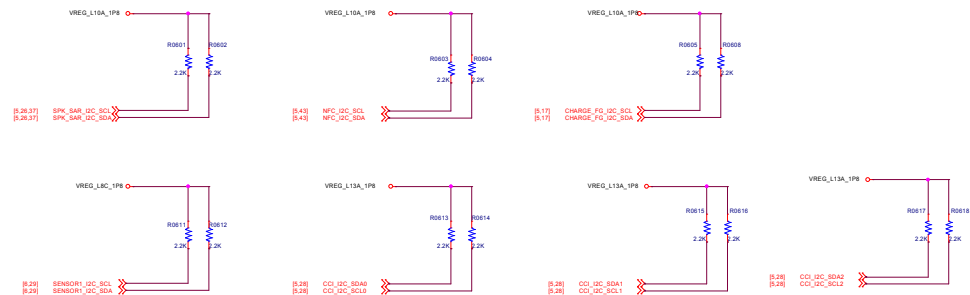 VREG_L10A_1P8 VREG_L10A_1P8 VREG_L10A_1P8
R0601 R0602 R0603 R0604 R0605 R0608
2.2K 2.2K 2.2K 2.2K 2.2K 2.2K
[5,26,37] SPK_SAR_I2C_SCL [5,43] NFC_I2C_SCL [5,17] CHARGE_FG_I2C_SCL
[5,26,37] SPK_SAR_I2C_SDA [5,43] NFC_I2C_SDA [5,17] CHARGE_FG_I2C_SDA
VREG_L8C_1P8 VREG_L13A_1P8 VREG_L13A_1P8 VREG_L13A_1P8
R0611 R0612 R0613 R0614 R0615 R0616 R0617 R0618
2.2K 2.2K 2.2K 2.2K 2.2K 2.2K 2.2K 2.2K
[6,29] SENSOR1_I2C_SCL [5,28] CCI_I2C_SDA0 [5,28] CCI_I2C_SDA1 [5,28] CCI_I2C_SDA2
[6,29] SENSOR1_I2C_SDA [5,28] CCI_I2C_SCL0 [5,28] CCI_I2C_SCL1 [5,28] CCI_I2C_SCL2